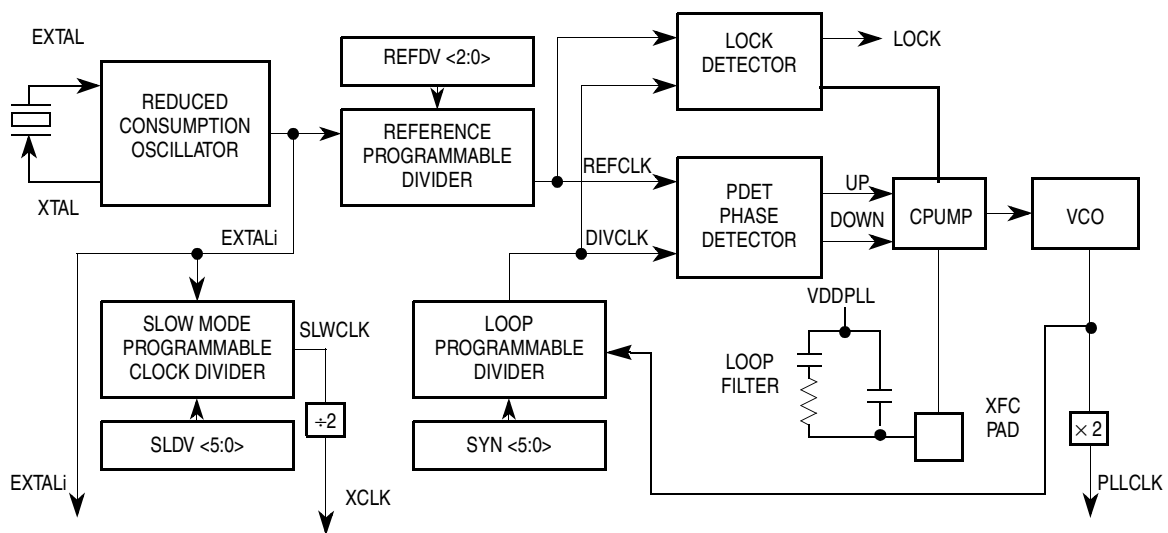 EXTAL
REDUCED
CONSUMPTION
OSCILLATOR
XTAL
REFDV <2:0>
REFERENCE
PROGRAMMABLE
DIVIDER
LOCK
DETECTOR
LOCK
REFCLK
DIVCLK
PDET
PHASE
DETECTOR
UP
DOWN
CPUMP
VCO
EXTALi
SLOW MODE
PROGRAMMABLE
CLOCK DIVIDER
SLWCLK
÷2
SLDV <5:0>
EXTALi
XCLK
LOOP
PROGRAMMABLE
DIVIDER
SYN <5:0>
VDDPLL
LOOP
FILTER
XFC
PAD
× 2
PLLCLK